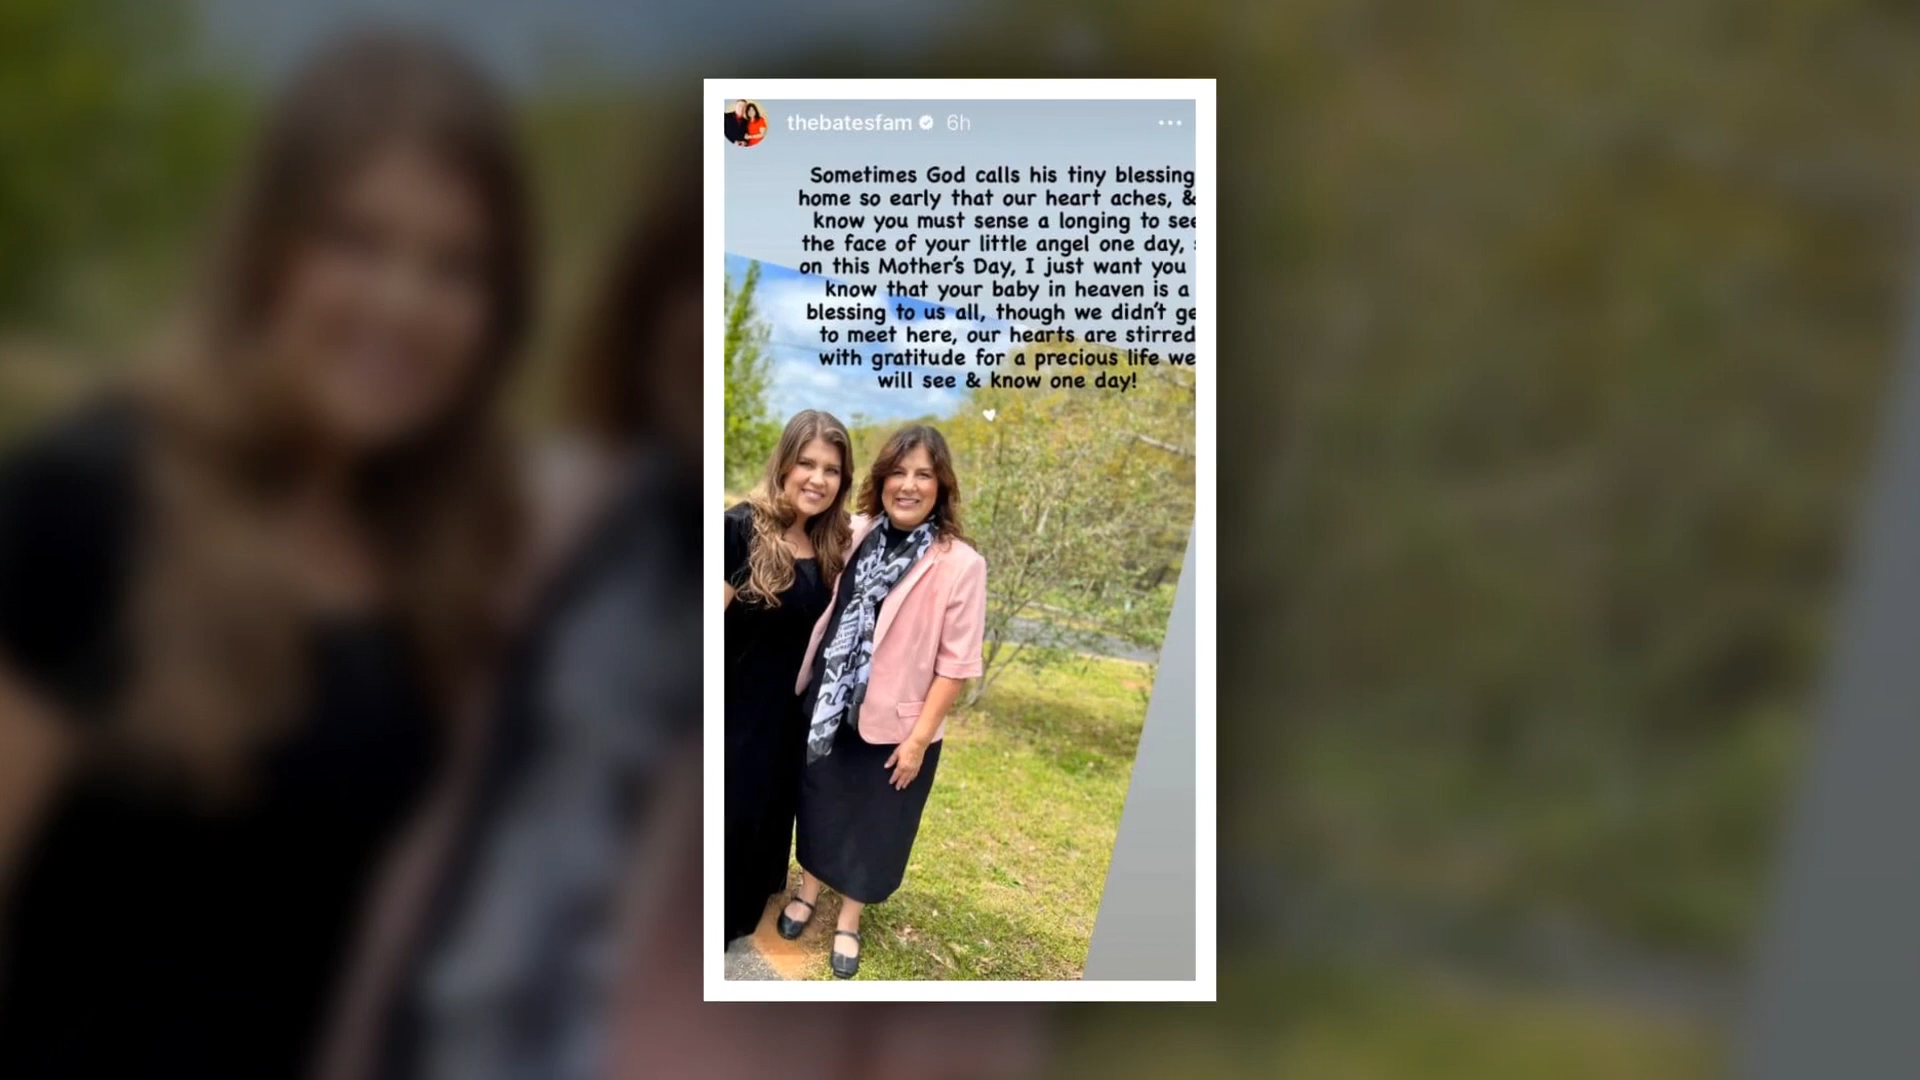 thebatesfam 6h
Sometimes God calls his tiny blessing
home so early that our heart aches, &
know you must sense a longing to see
the face of your little angel one day,
on this Mother's Day, I just want you
know that your baby in heaven is a
blessing to us all, though we didn't ge
to meet here, our hearts are stirred
with gratitude for a precious life we
will see & know one day!